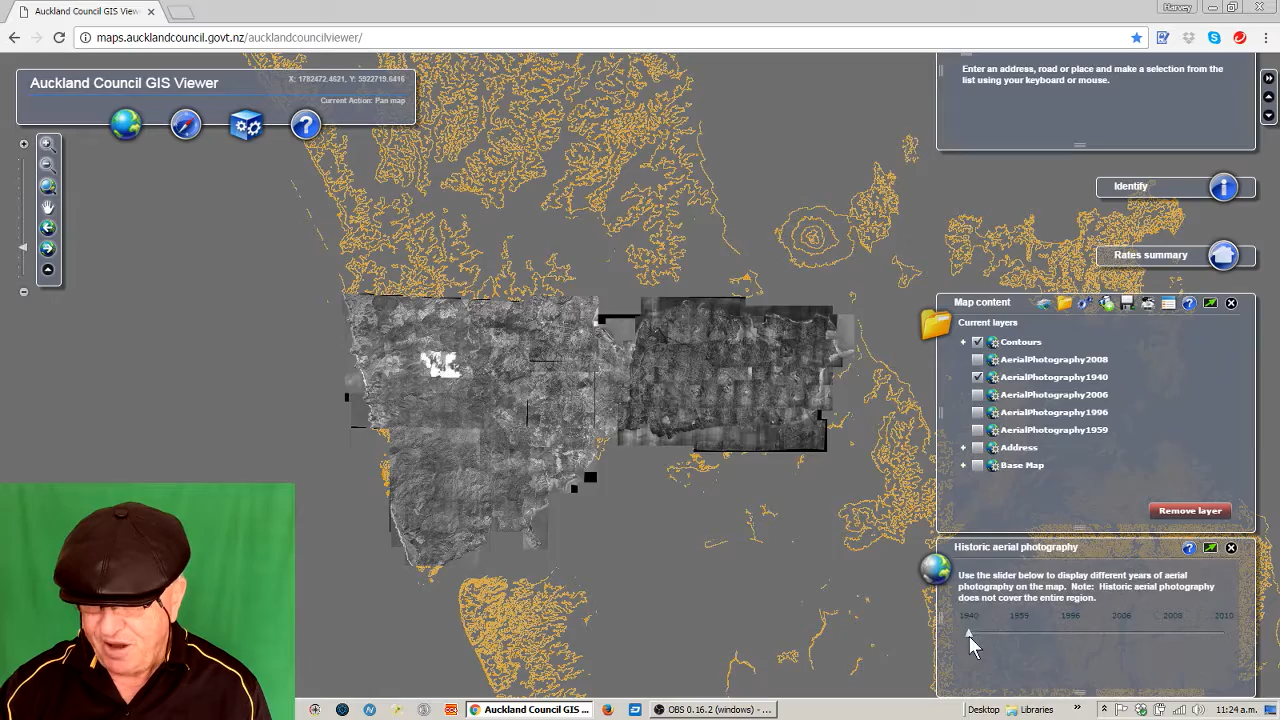 Auckland Council GIS View
Harvey
maps.aucklandcouncil.govt.nz/aucklandcouncilviewer/
Auckland Council GIS Viewer
X: 1782472.4621, Y: 5922719.6416
Current Action: Pan map
Enter an address, road or place and make a selection from the
list using your keyboard or mouse.
Identify
Rates summary
Map content
Current layers
Contours
AerialPhotography2008
AerialPhotography1940
AerialPhotography2006
AerialPhotography1996
AerialPhotography1959
Address
Base Map
Remove layer
Historic aerial photography
Use the slider below to display different years of aerial
photography on the map. Note: Historic aerial photography
does not cover the entire region.
1940 1959 1996 2006 2008 2010
Auckland Council GIS ...
OBS 0.16.2 (windows) - ...
Desktop
Libraries
11:24 a.m.